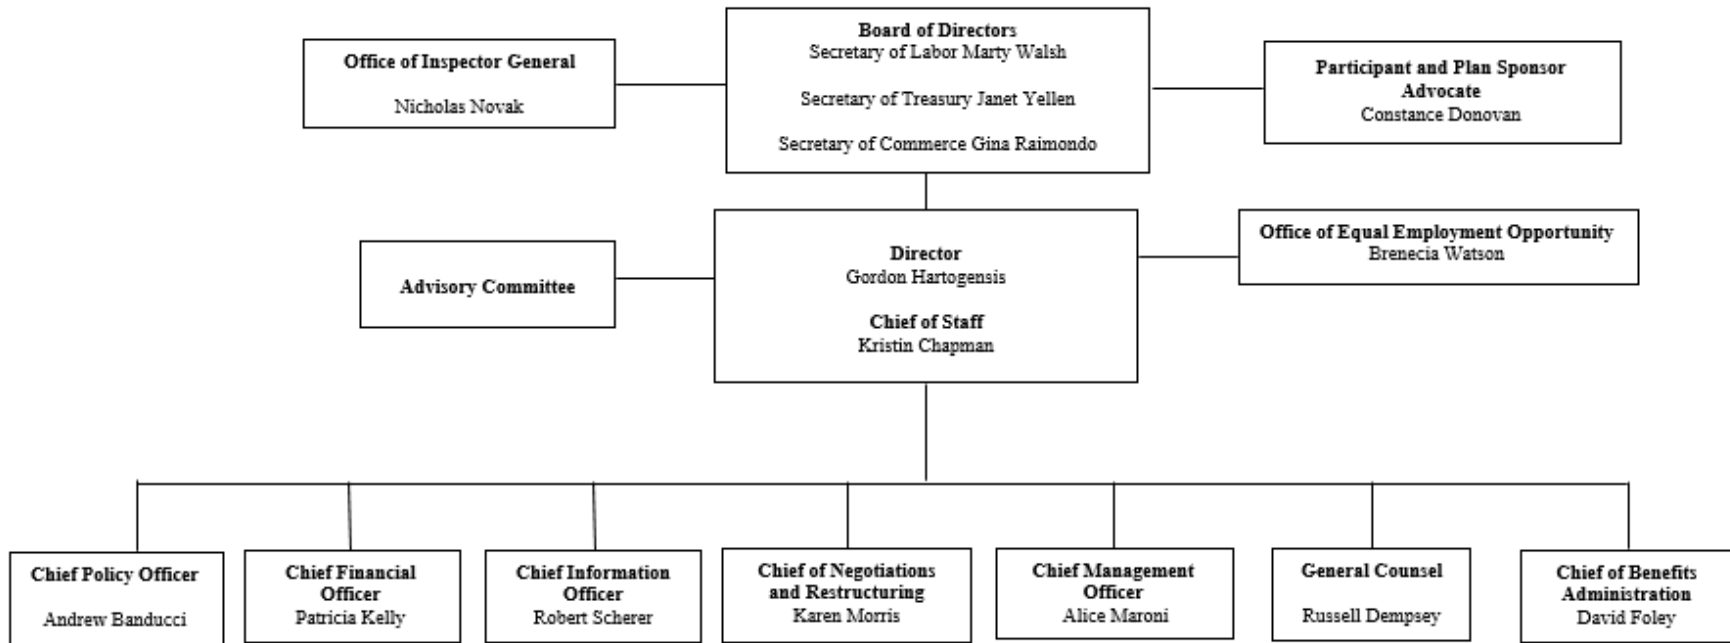 Board of Directors
Secretary of Labor Marty Walsh
Secretary of Treasury Janet Yellen
Secretary of Commerce Gina Raimondo
Office of Inspector General
Nicholas Novak
Participant and Plan Sponsor
Advocate
Constance Donovan
Director
Gordon Hartogensis
Chief of Staff
Kristin Chapman
Advisory Committee
Office of Equal Employment Opportunity
Brenecia Watson
Chief Policy Officer
Andrew Banducci
Chief Financial
Officer
Patricia Kelly
Chief Information
Officer
Robert Scherer
Chief of Negotiations
and Restructuring
Karen Morris
Chief Management
Officer
Alice Maroni
General Counsel
Russell Dempsey
Chief of Benefits
Administration
David Foley